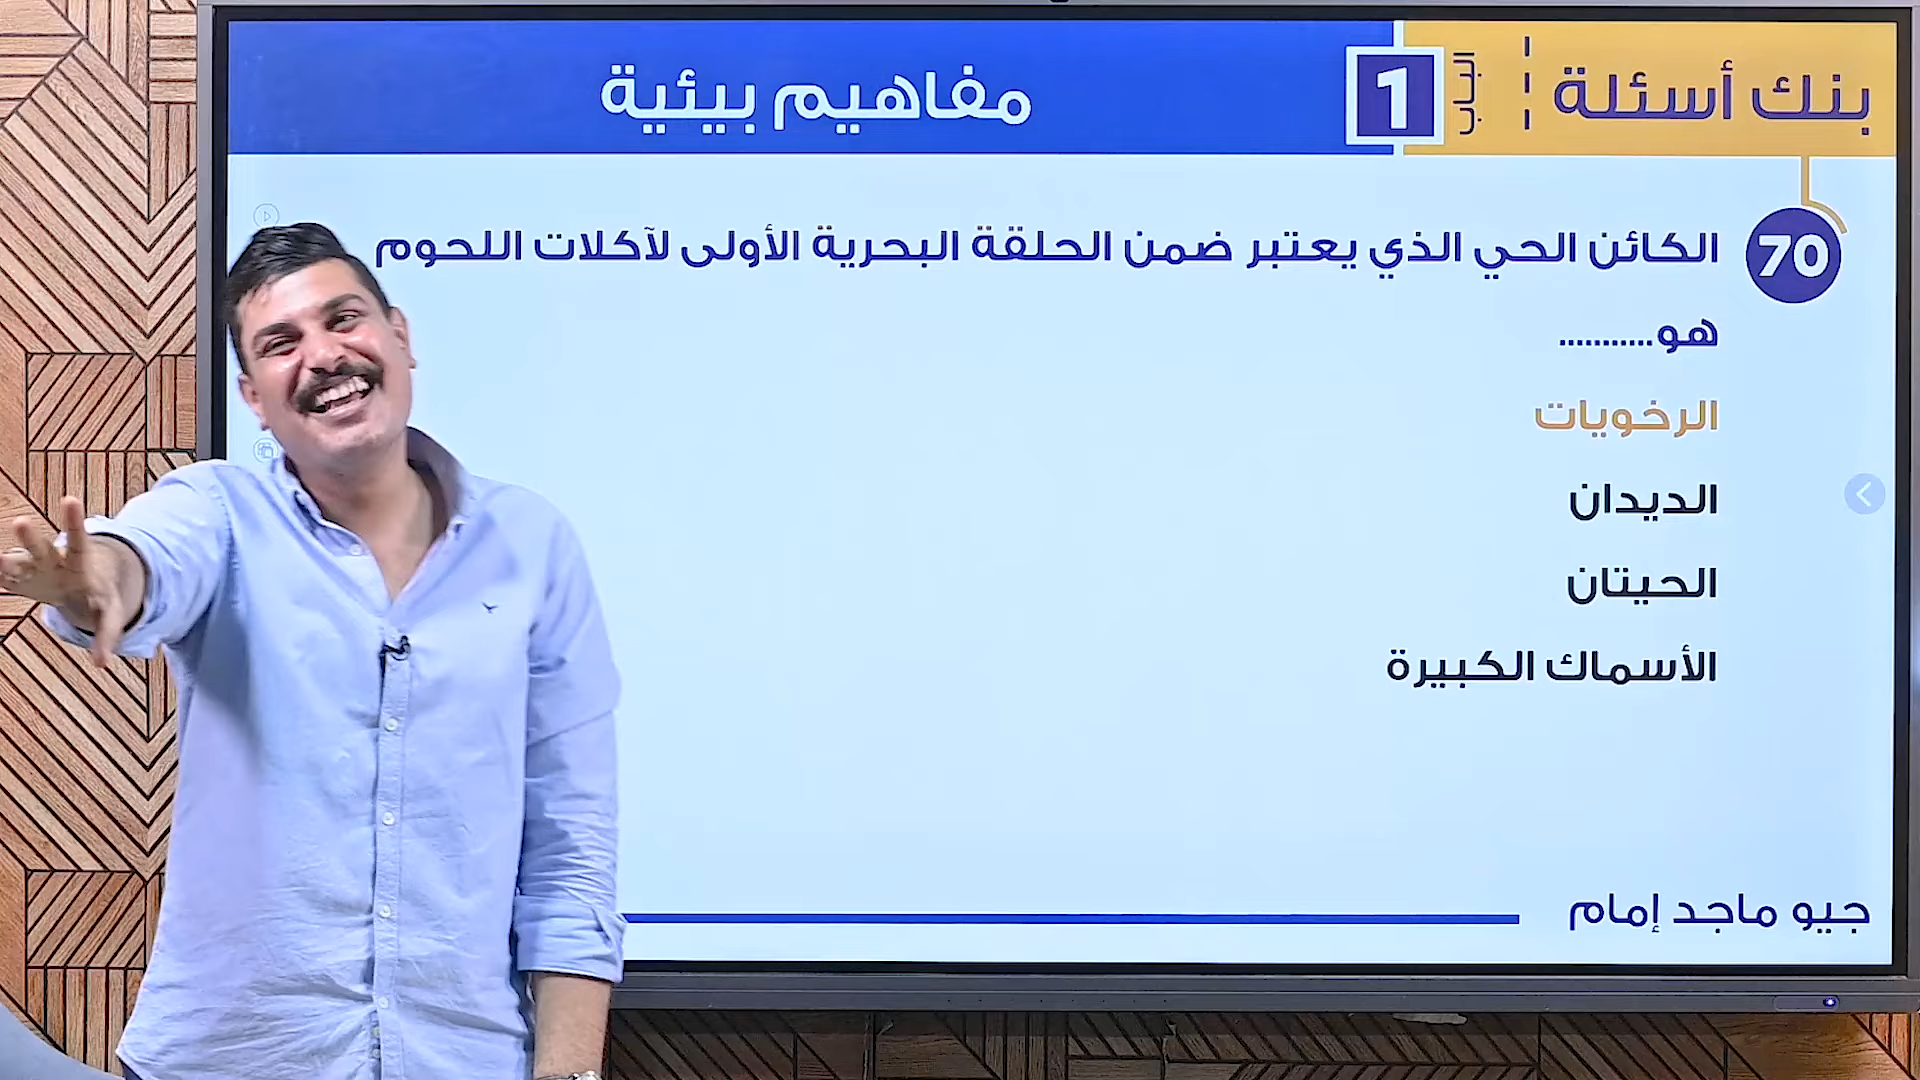 بنك أسئلة
الباب
1
مفاهيم بيئية
70
الكائن الحي الذي يعتبر ضمن الحلقة البحرية الأولى لآكلات اللحوم
هو...........
الرخويات
الديدان
الحيتان
الأسماك الكبيرة
جيو ماجد إمام